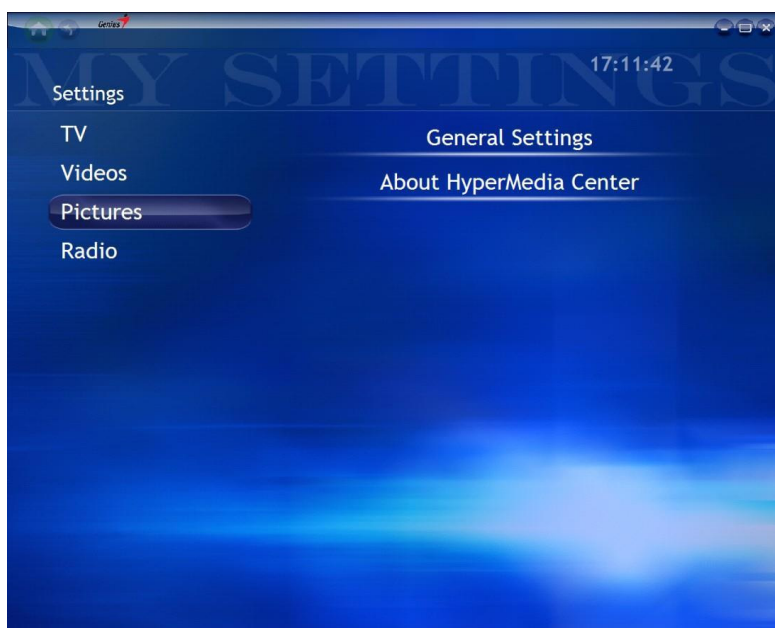 Genius
MY SETTINGS
17:11:42
Settings
TV
Videos
Pictures
Radio
General Settings
About HyperMedia Center